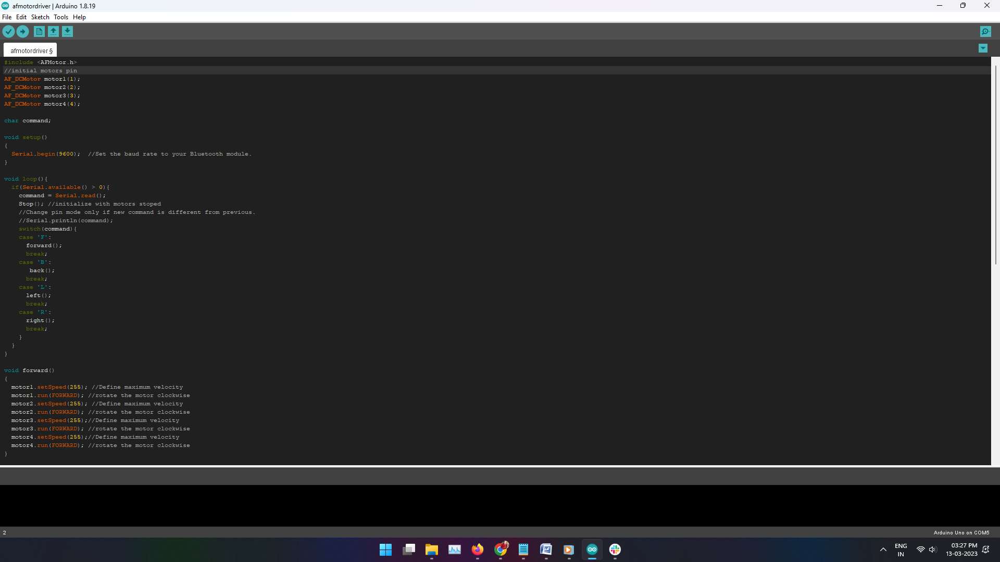 afmotordriver | Arduino 1.8.19
File Edit Sketch Tools Help
afmotordriver §
#include <AFMotor.h>
//initial motors pin
AF_DCMotor motor1(1);
AF_DCMotor motor2(2);
AF_DCMotor motor3(3);
AF_DCMotor motor4(4);
char command;
void setup()
{
Serial.begin(9600);  //Set the baud rate to your Bluetooth module.
}
void loop(){
if(Serial.available() > 0){
command = Serial.read();
Stop(); //initialize with motors stoped
//Change pin mode only if new command is different from previous.
//Serial.println(command);
switch(command){
case 'F':
forward();
break;
case 'B':
back();
break;
case 'L':
left();
break;
case 'R':
right();
break;
}
}
}
void forward()
{
motor1.setSpeed(255); //Define maximum velocity
motor1.run(FORWARD); //rotate the motor clockwise
motor2.setSpeed(255); //Define maximum velocity
motor2.run(FORWARD); //rotate the motor clockwise
motor3.setSpeed(255);//Define maximum velocity
motor3.run(FORWARD); //rotate the motor clockwise
motor4.setSpeed(255);//Define maximum velocity
motor4.run(FORWARD); //rotate the motor clockwise
}
2
Arduino Uno on COM5
ENG
IN
03:27 PM
13-03-2023